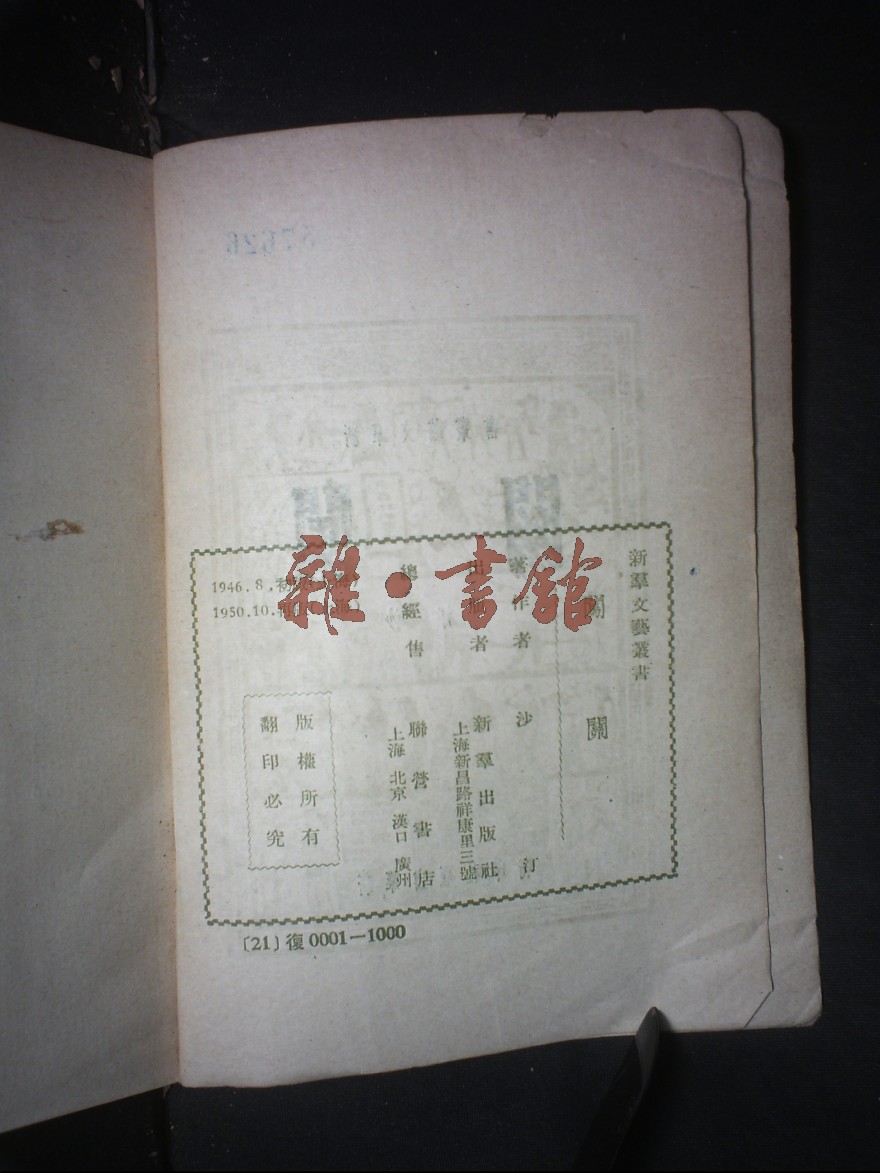 新羣文藝叢書
闖關
著作者 沙汀
出版者 新羣出版社
上海新昌路祥康里三號
總經售 聯營書店
上海 北京 漢口 廣州
版權所有
翻印必究
1946.8.初
1950.10.
〔21〕復0001—1000
雜·書館